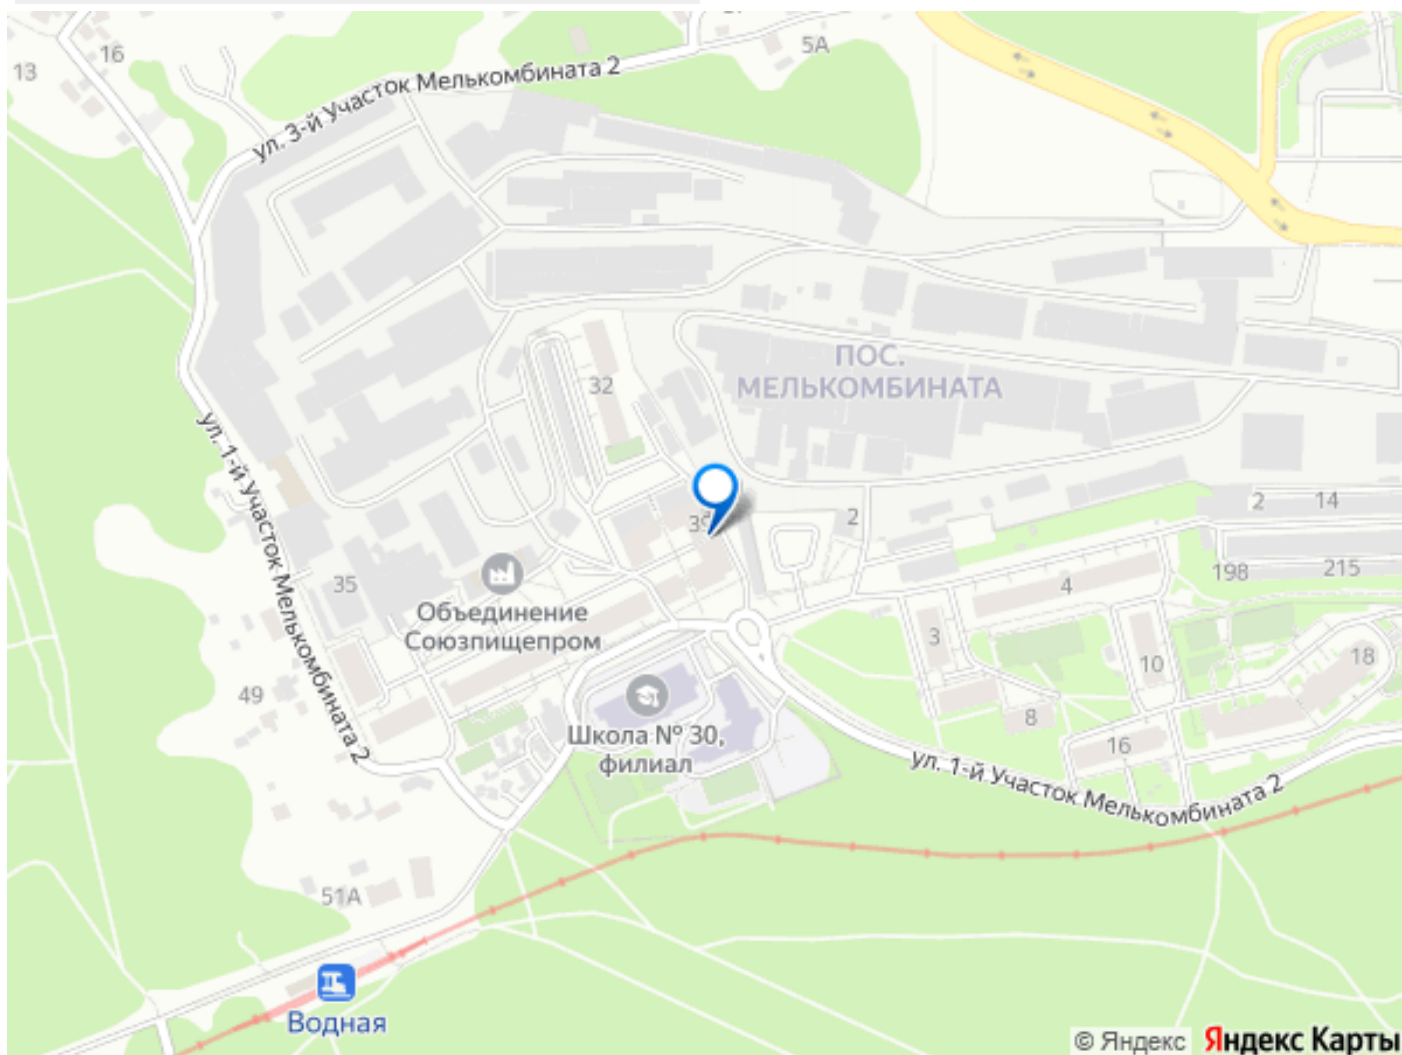 5А
16
13
ул. 3-й Участок Мелькомбината 2
ПОС.
МЕЛЬКОМБИНАТА
32
ул. 1-й Участок Мелькомбината 2
2
14
39
2
198
215
35
4
Объединение
Союзпищепром
3
10
18
49
8
16
Школа № 30,
филиал
ул. 1-й Участок Мелькомбината 2
51А
Водная
© Яндекс Яндекс Карты